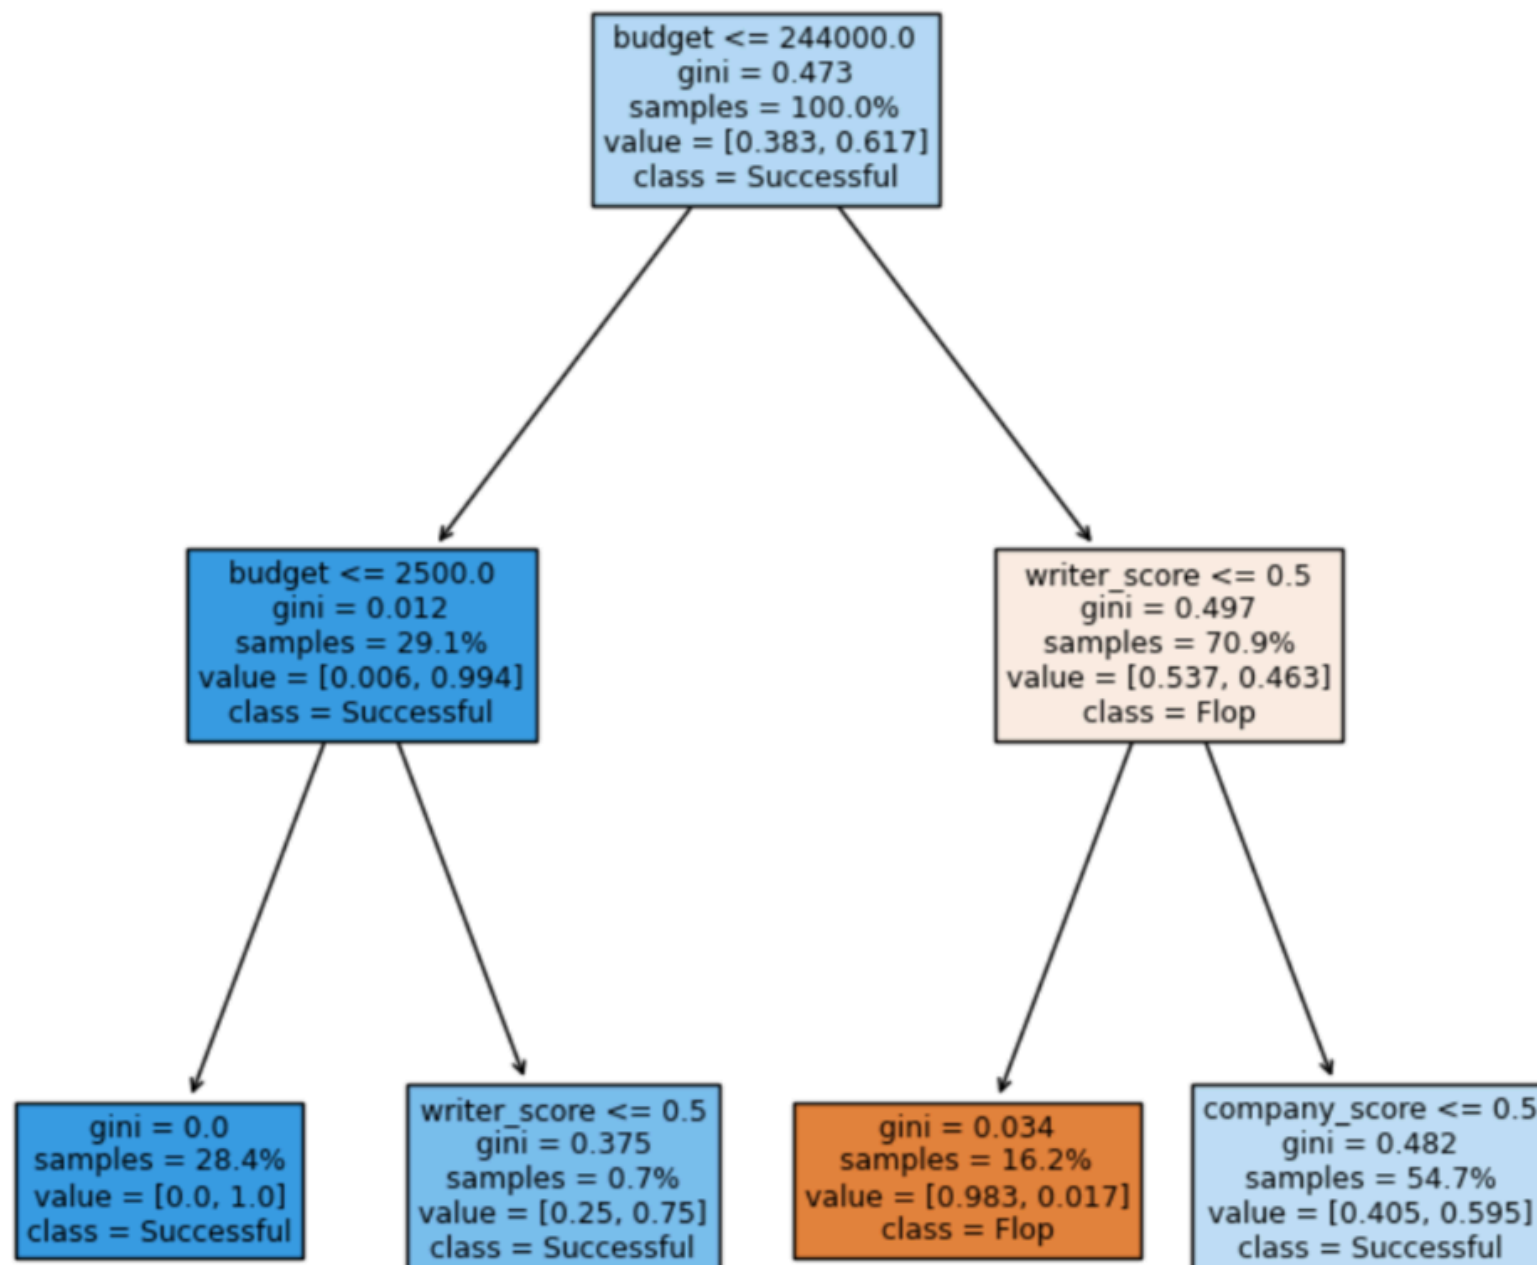 budget <= 244000.0
gini = 0.473
samples = 100.0%
value = [0.383, 0.617]
class = Successful
budget <= 2500.0
gini = 0.012
samples = 29.1%
value = [0.006, 0.994]
class = Successful
writer_score <= 0.5
gini = 0.497
samples = 70.9%
value = [0.537, 0.463]
class = Flop
gini = 0.0
samples = 28.4%
value = [0.0, 1.0]
class = Successful
writer_score <= 0.5
gini = 0.375
samples = 0.7%
value = [0.25, 0.75]
class = Successful
gini = 0.034
samples = 16.2%
value = [0.983, 0.017]
class = Flop
company_score <= 0.5
gini = 0.482
samples = 54.7%
value = [0.405, 0.595]
class = Successful